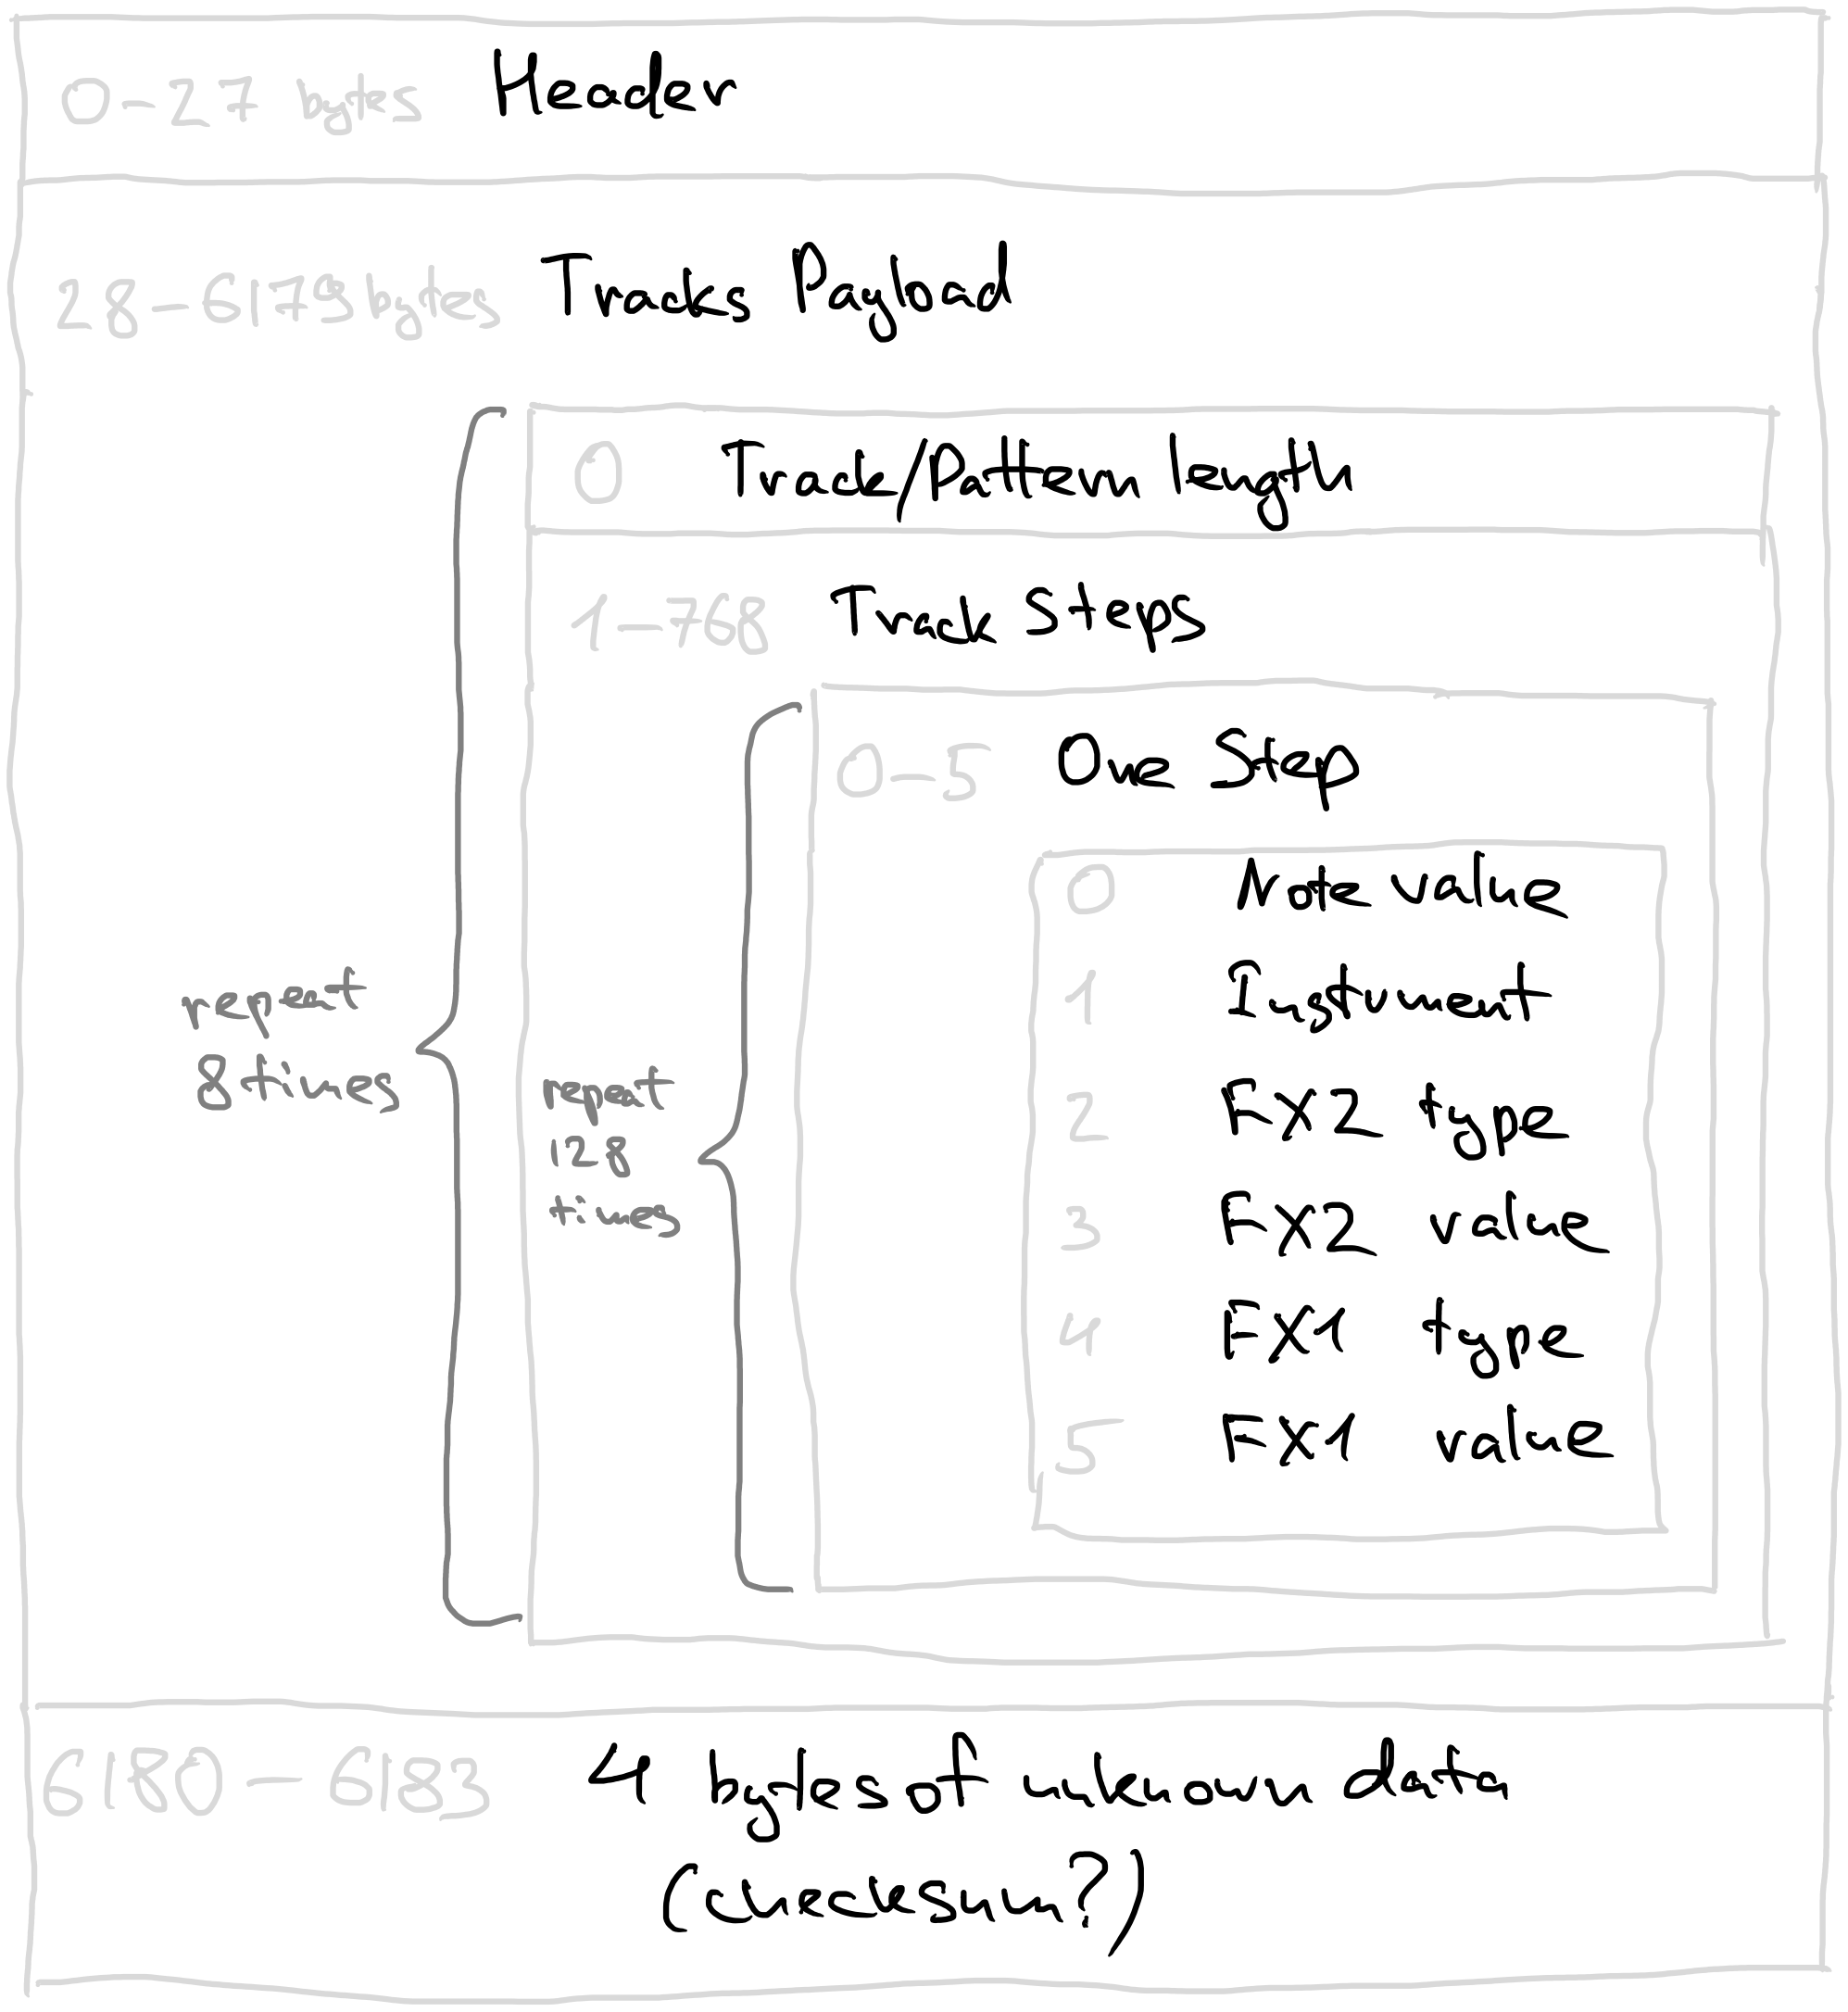 0-27 bytes Header
28-6179 bytes Tracks Payload
0 Track/Pattern length
1-768 Track Steps
0-5 One Step
0 Note value
1 Instrument
2 FX2 type
3 FX2 value
4 FX1 type
5 FX1 value
repeat
8 times
repeat
128
times
6180-6183 4 bytes of unknown data
(checksum?)